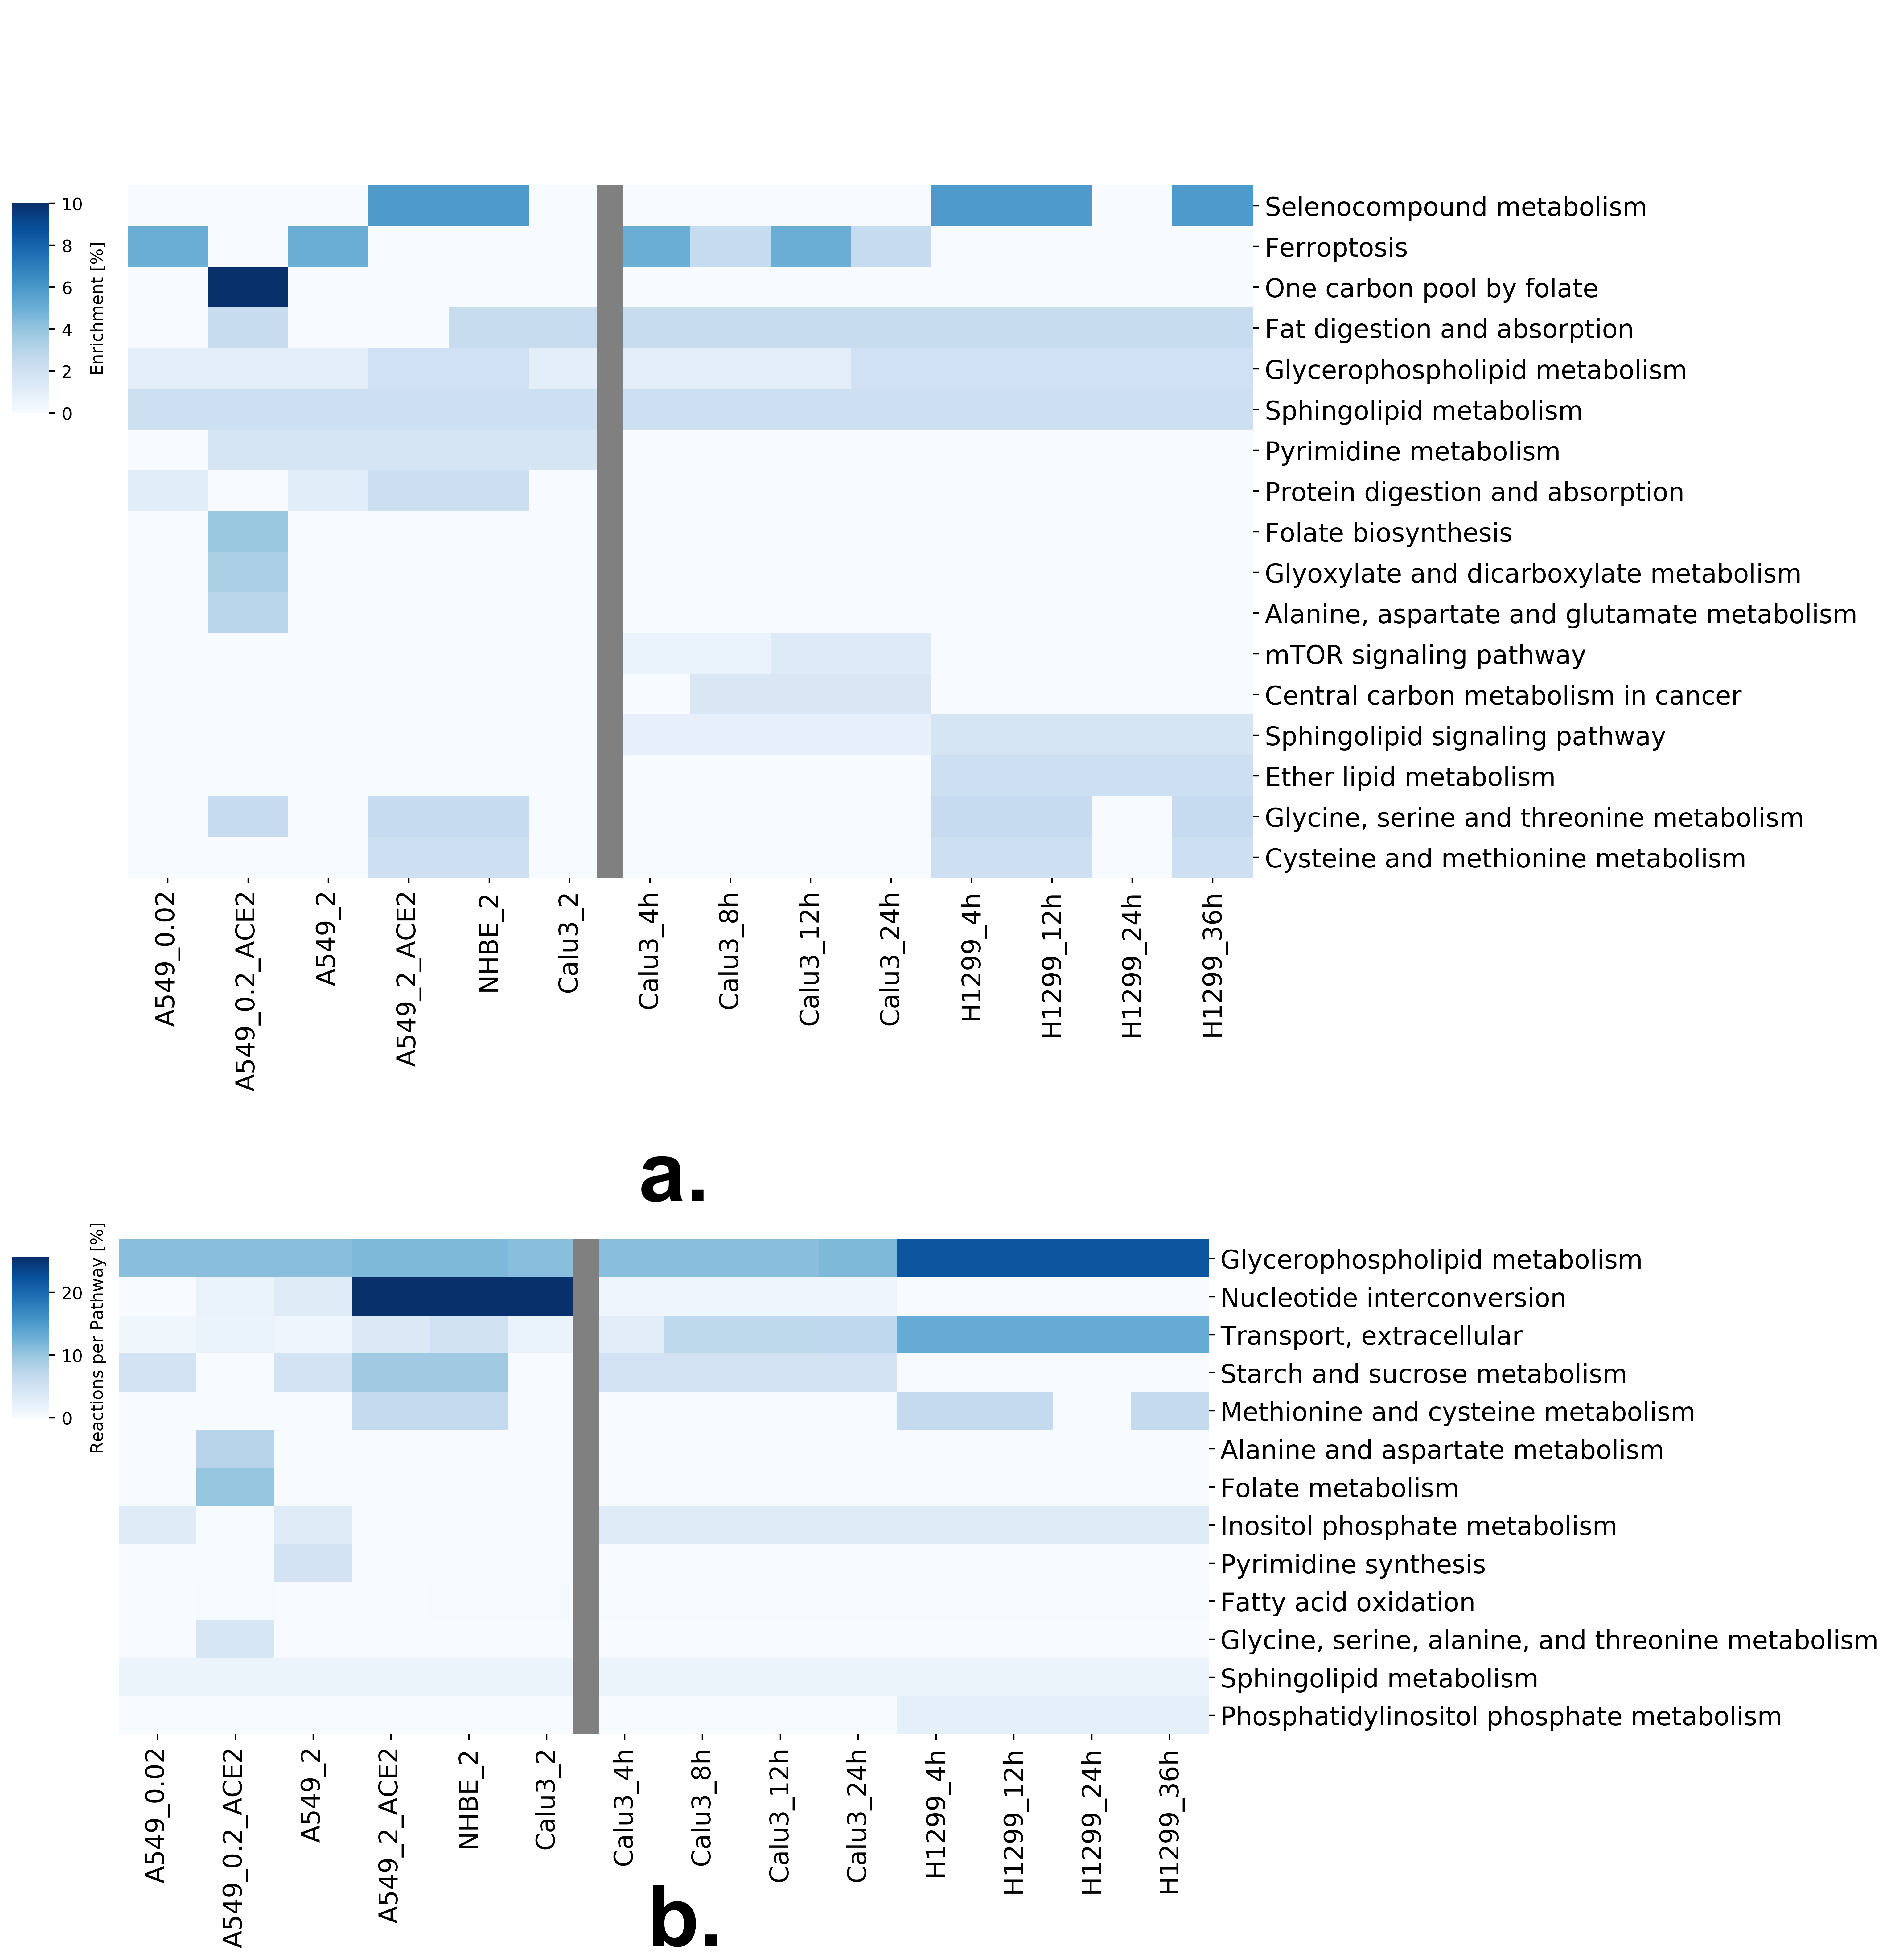 10
8
6
4
2
0
Enrichment [%]
Selenocompound metabolism
Ferroptosis
One carbon pool by folate
Fat digestion and absorption
Glycerophospholipid metabolism
Sphingolipid metabolism
Pyrimidine metabolism
Protein digestion and absorption
Folate biosynthesis
Glyoxylate and dicarboxylate metabolism
Alanine, aspartate and glutamate metabolism
mTOR signaling pathway
Central carbon metabolism in cancer
Sphingolipid signaling pathway
Ether lipid metabolism
Glycine, serine and threonine metabolism
Cysteine and methionine metabolism
A549_0.02
A549_0.2_ACE2
A549_2
A549_2_ACE2
NHBE_2
Calu3_2
Calu3_4h
Calu3_8h
Calu3_12h
Calu3_24h
H1299_4h
H1299_12h
H1299_24h
H1299_36h
a.
20
10
0
Reactions per Pathway [%]
Glycerophospholipid metabolism
Nucleotide interconversion
Transport, extracellular
Starch and sucrose metabolism
Methionine and cysteine metabolism
Alanine and aspartate metabolism
Folate metabolism
Inositol phosphate metabolism
Pyrimidine synthesis
Fatty acid oxidation
Glycine, serine, alanine, and threonine metabolism
Sphingolipid metabolism
Phosphatidylinositol phosphate metabolism
A549_0.02
A549_0.2_ACE2
A549_2
A549_2_ACE2
NHBE_2
Calu3_2
Calu3_4h
Calu3_8h
Calu3_12h
Calu3_24h
H1299_4h
H1299_12h
H1299_24h
H1299_36h
b.